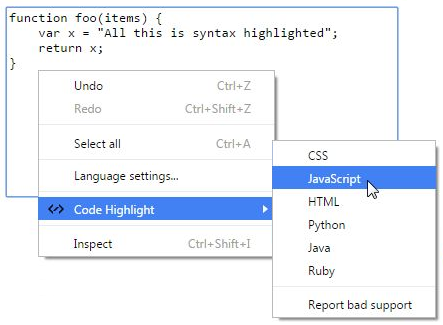 function foo(items) {
    var x = "All this is syntax highlighted";
    return x;
}
Undo Ctrl+Z
Redo Ctrl+Shift+Z
Select all Ctrl+A
Language settings...
Code Highlight
Inspect Ctrl+Shift+I
CSS
JavaScript
HTML
Python
Java
Ruby
Report bad support